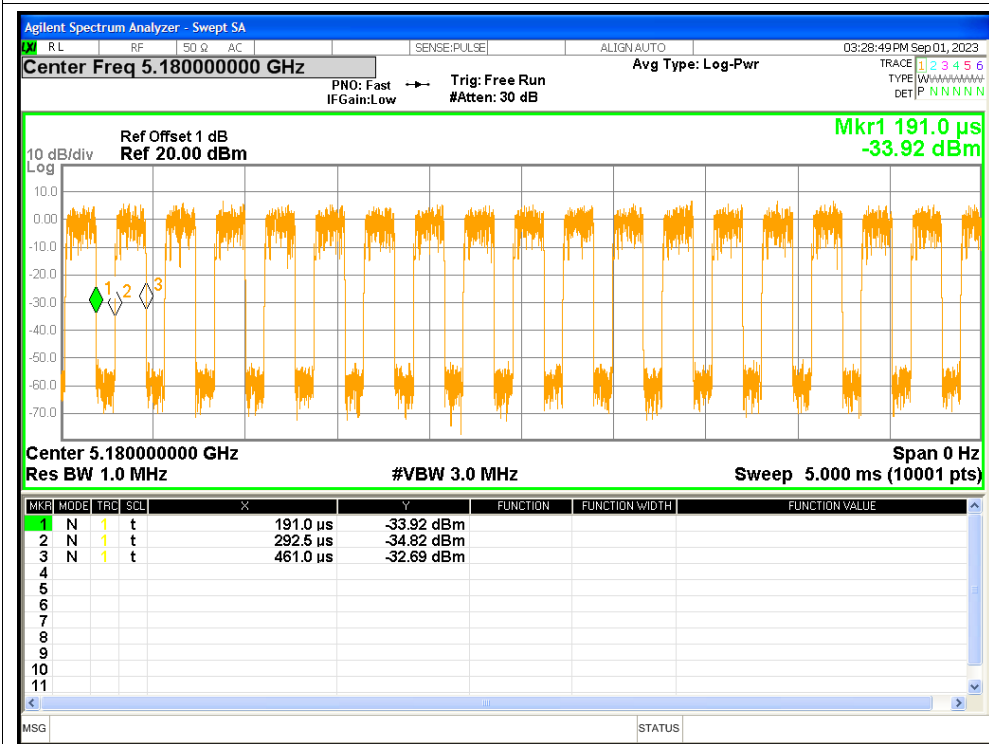 Agilent Spectrum Analyzer - Swept SA
LXI RL RF 50 Ω AC SENSE:PULSE ALIGN AUTO 03:28:49 PM Sep 01, 2023
Center Freq 5.180000000 GHz Avg Type: Log-Pwr TRACE 1 2 3 4 5 6
PNO: Fast Trig: Free Run TYPE W
IFGain:Low #Atten: 30 dB DET P N N N N N
Mkr1 191.0 µs
Ref Offset 1 dB
10 dB/div Ref 20.00 dBm -33.92 dBm
Log
10.0
0.00
-10.0
-20.0
1 2 3
-30.0
-40.0
-50.0
-60.0
-70.0
Center 5.180000000 GHz Span 0 Hz
Res BW 1.0 MHz #VBW 3.0 MHz Sweep 5.000 ms (10001 pts)
MKR MODE TRC SCL X Y FUNCTION FUNCTION WIDTH FUNCTION VALUE
1 N 1 t 191.0 µs -33.92 dBm
2 N 1 t 292.5 µs -34.82 dBm
3 N 1 t 461.0 µs -32.69 dBm
4
5
6
7
8
9
10
11
MSG STATUS